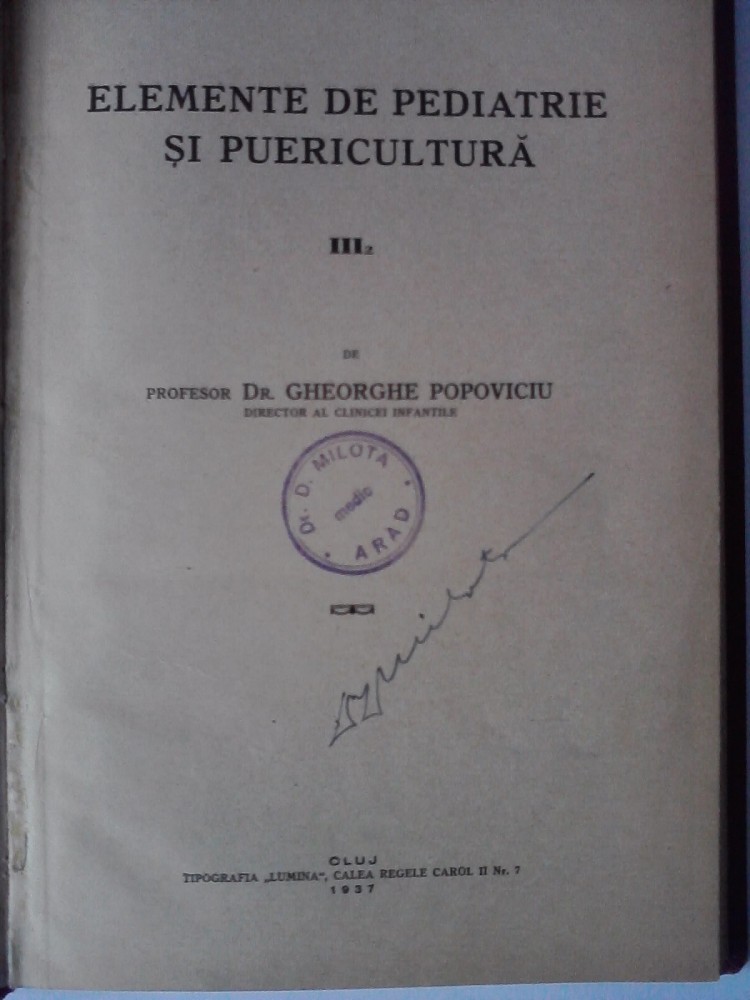 ELEMENTE DE PEDIATRIE
ȘI PUERICULTURĂ
III₂
DE
PROFESOR DR. GHEORGHE POPOVICIU
DIRECTOR AL CLINICEI INFANTILE
Dr. D. MILOTA
medic
ARAD
CLUJ
TIPOGRAFIA „LUMINA“, CALEA REGELE CAROL II Nr. 7
1937